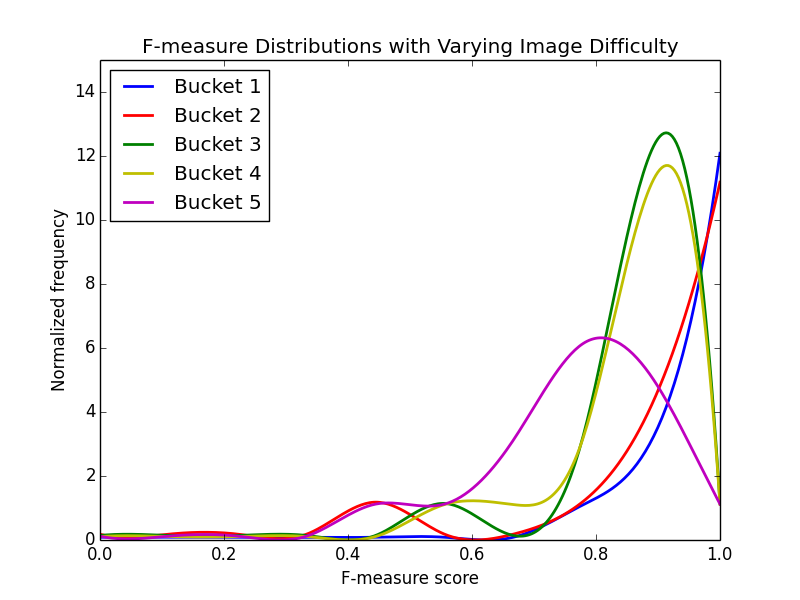 F-measure Distributions with Varying Image Difficulty
Bucket 1
Bucket 2
Bucket 3
Bucket 4
Bucket 5
Normalized frequency
14
12
10
8
6
4
2
0
0.0 0.2 0.4 0.6 0.8 1.0
F-measure score